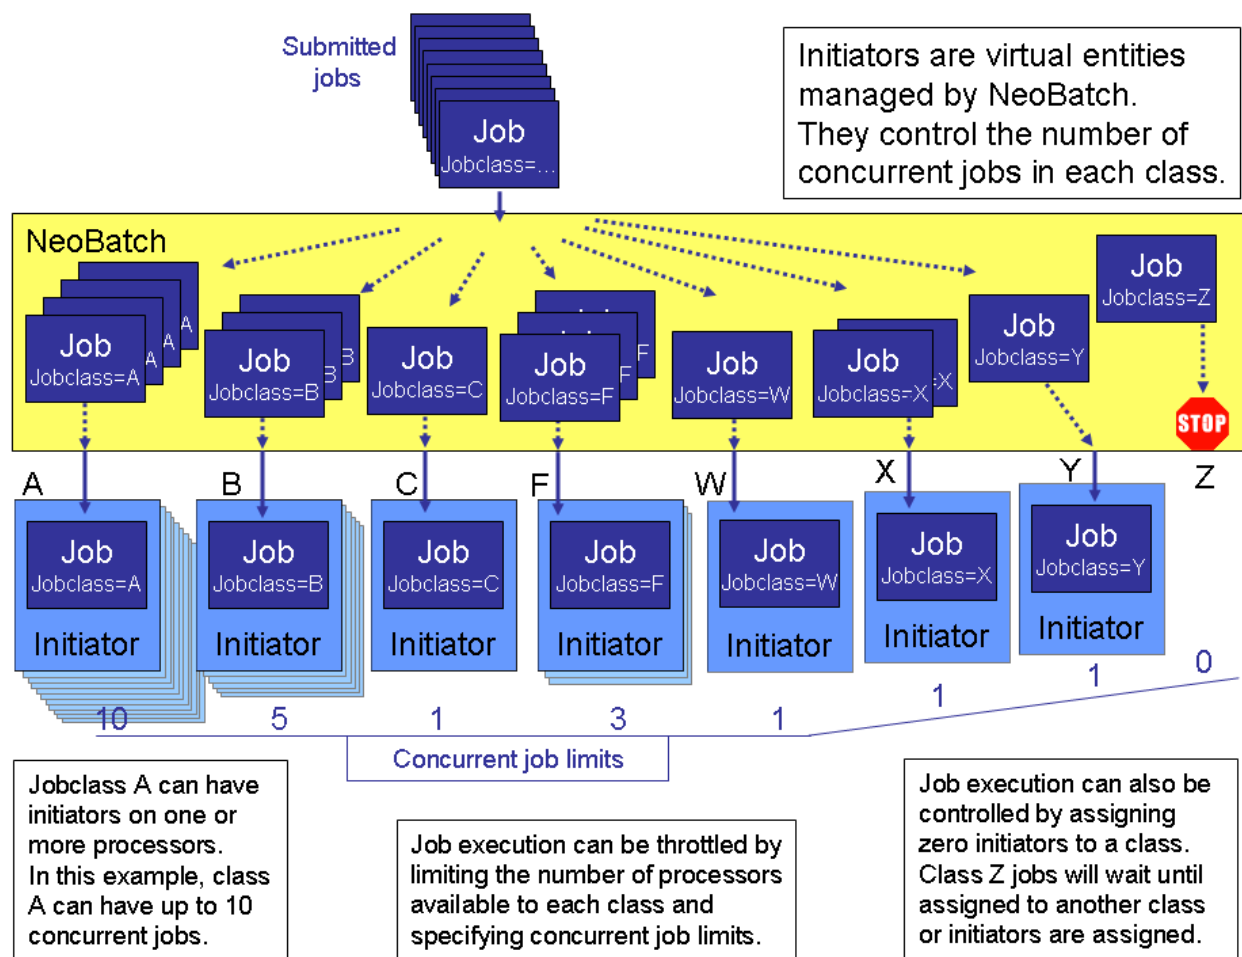 Submitted
jobs
Job
Jobclass=...
Initiators are virtual entities
managed by NeoBatch.
They control the number of
concurrent jobs in each class.
NeoBatch
Job
Jobclass=A
A
A
A
Job
Jobclass=B
B
B
Job
Jobclass=C
Job
Jobclass=F
F
F
Job
Jobclass=W
Job
Jobclass=X
=X
Job
Jobclass=Y
Job
Jobclass=Z
STOP
A
B
C
F
W
X
Y
Z
Job
Jobclass=A
Initiator
Job
Jobclass=B
Initiator
Job
Jobclass=C
Initiator
Job
Jobclass=F
Initiator
Job
Jobclass=W
Initiator
Job
Jobclass=X
Initiator
Job
Jobclass=Y
Initiator
10
5
1
3
1
1
1
0
Concurrent job limits
Jobclass A can have
initiators on one or
more processors.
In this example, class
A can have up to 10
concurrent jobs.
Job execution can be throttled by
limiting the number of processors
available to each class and
specifying concurrent job limits.
Job execution can also be
controlled by assigning
zero initiators to a class.
Class Z jobs will wait until
assigned to another class
or initiators are assigned.